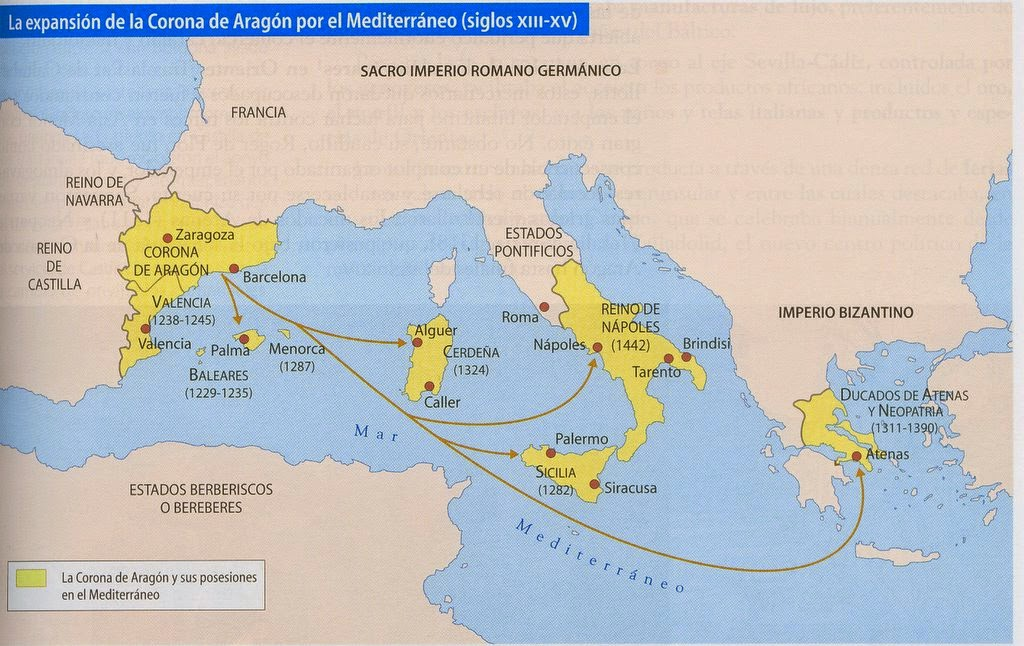 La expansión de la Corona de Aragón por el Mediterráneo (siglos XIII-XV)
SACRO IMPERIO ROMANO GERMÁNICO
FRANCIA
REINO DE
NAVARRA
REINO
DE
CASTILLA
Zaragoza
CORONA
DE ARAGÓN
Barcelona
VALENCIA
(1238-1245)
Valencia
Palma
Menorca
(1287)
BALEARES
(1229-1235)
Alguer
CERDEÑA
(1324)
Caller
ESTADOS
PONTIFICIOS
Roma
REINO DE
NÁPOLES
(1442)
Nápoles
Brindisi
Tarento
IMPERIO BIZANTINO
DUCADOS DE ATENAS
Y NEOPATRIA
(1311-1390)
Atenas
Palermo
SICILIA
(1282)
Siracusa
Mar
Mediterráneo
ESTADOS BERBERISCOS
O BEREBERES
La Corona de Aragón y sus posesiones
en el Mediterráneo